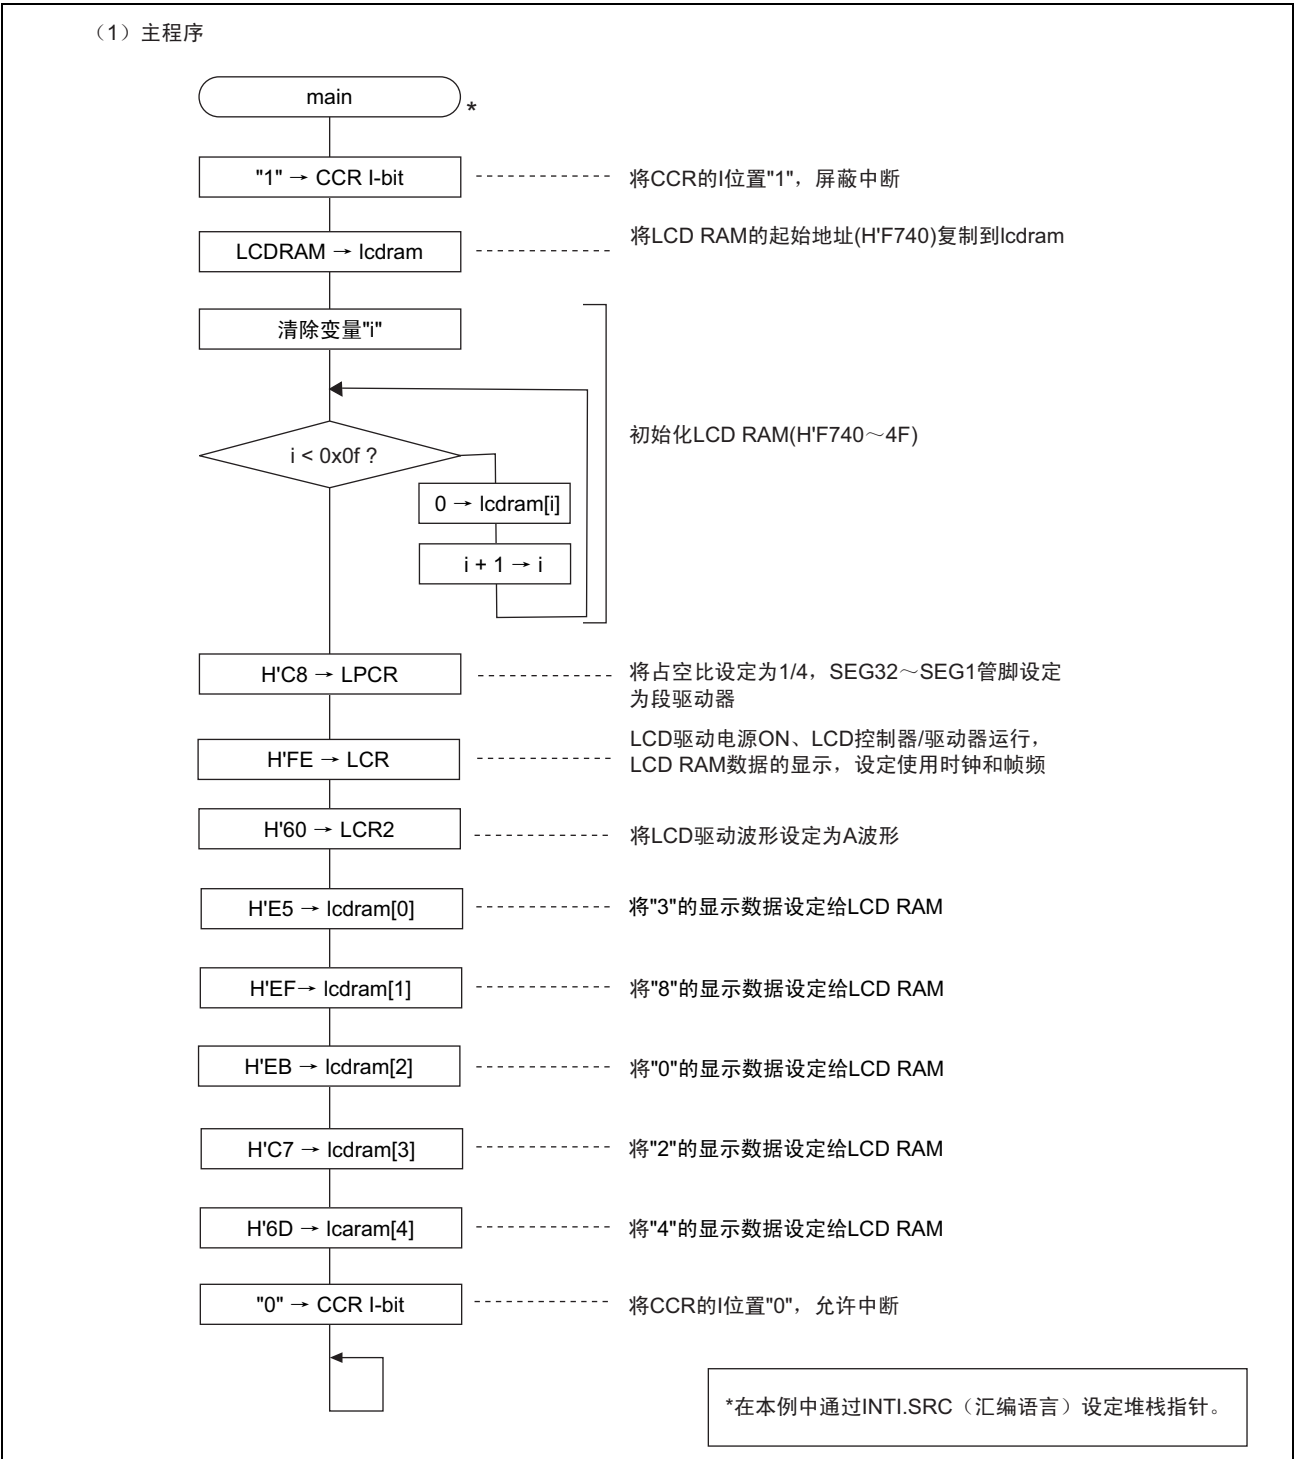 （1）主程序
main
*
"1" → CCR I-bit
将CCR的I位置"1"，屏蔽中断
LCDRAM → lcdram
将LCD RAM的起始地址(H'F740)复制到lcdram
清除变量"i"
i < 0x0f ?
初始化LCD RAM(H'F740～4F)
0 → lcdram[i]
i + 1 → i
H'C8 → LPCR
将占空比设定为1/4，SEG32～SEG1管脚设定
为段驱动器
H'FE → LCR
LCD驱动电源ON、LCD控制器/驱动器运行，
LCD RAM数据的显示，设定使用时钟和帧频
H'60 → LCR2
将LCD驱动波形设定为A波形
H'E5 → lcdram[0]
将"3"的显示数据设定给LCD RAM
H'EF→ lcdram[1]
将"8"的显示数据设定给LCD RAM
H'EB → lcdram[2]
将"0"的显示数据设定给LCD RAM
H'C7 → lcdram[3]
将"2"的显示数据设定给LCD RAM
H'6D → lcaram[4]
将"4"的显示数据设定给LCD RAM
"0" → CCR I-bit
将CCR的I位置"0"，允许中断
*在本例中通过INTI.SRC（汇编语言）设定堆栈指针。